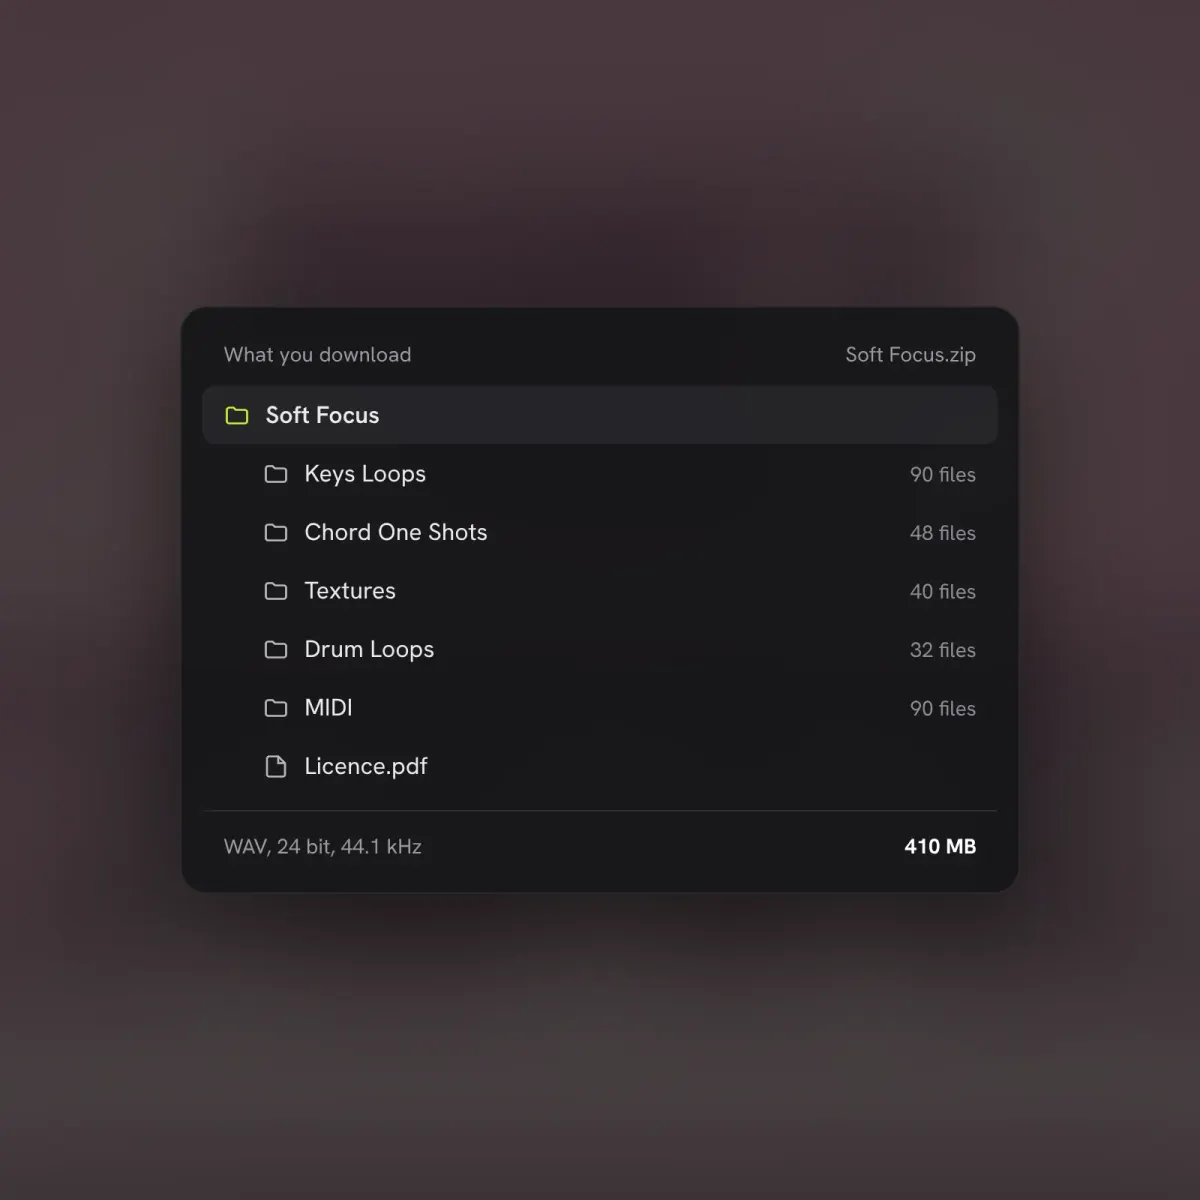 What you download Soft Focus.zip
Soft Focus
Keys Loops 90 files
Chord One Shots 48 files
Textures 40 files
Drum Loops 32 files
MIDI 90 files
Licence.pdf
WAV, 24 bit, 44.1 kHz 410 MB